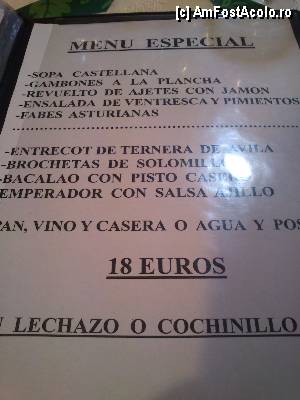 (c) AmFostAcolo.ro
MENU ESPECIAL
-SOPA CASTELLANA
-GAMBONES A LA PLANCHA
-REVUELTO DE AJETES CON JAMON
-ENSALADA DE VENTRESCA Y PIMIENTOS
-FABES ASTURIANAS
-ENTRECOT DE TERNERA DE AVILA
-BROCHETAS DE SOLOMILLO
-BACALAO CON PISTO
EMPERADOR CON SALSA AJILLO
PAN, VINO Y CASERA O AGUA Y
18 EUROS
LECHAZO O COCHINILLO